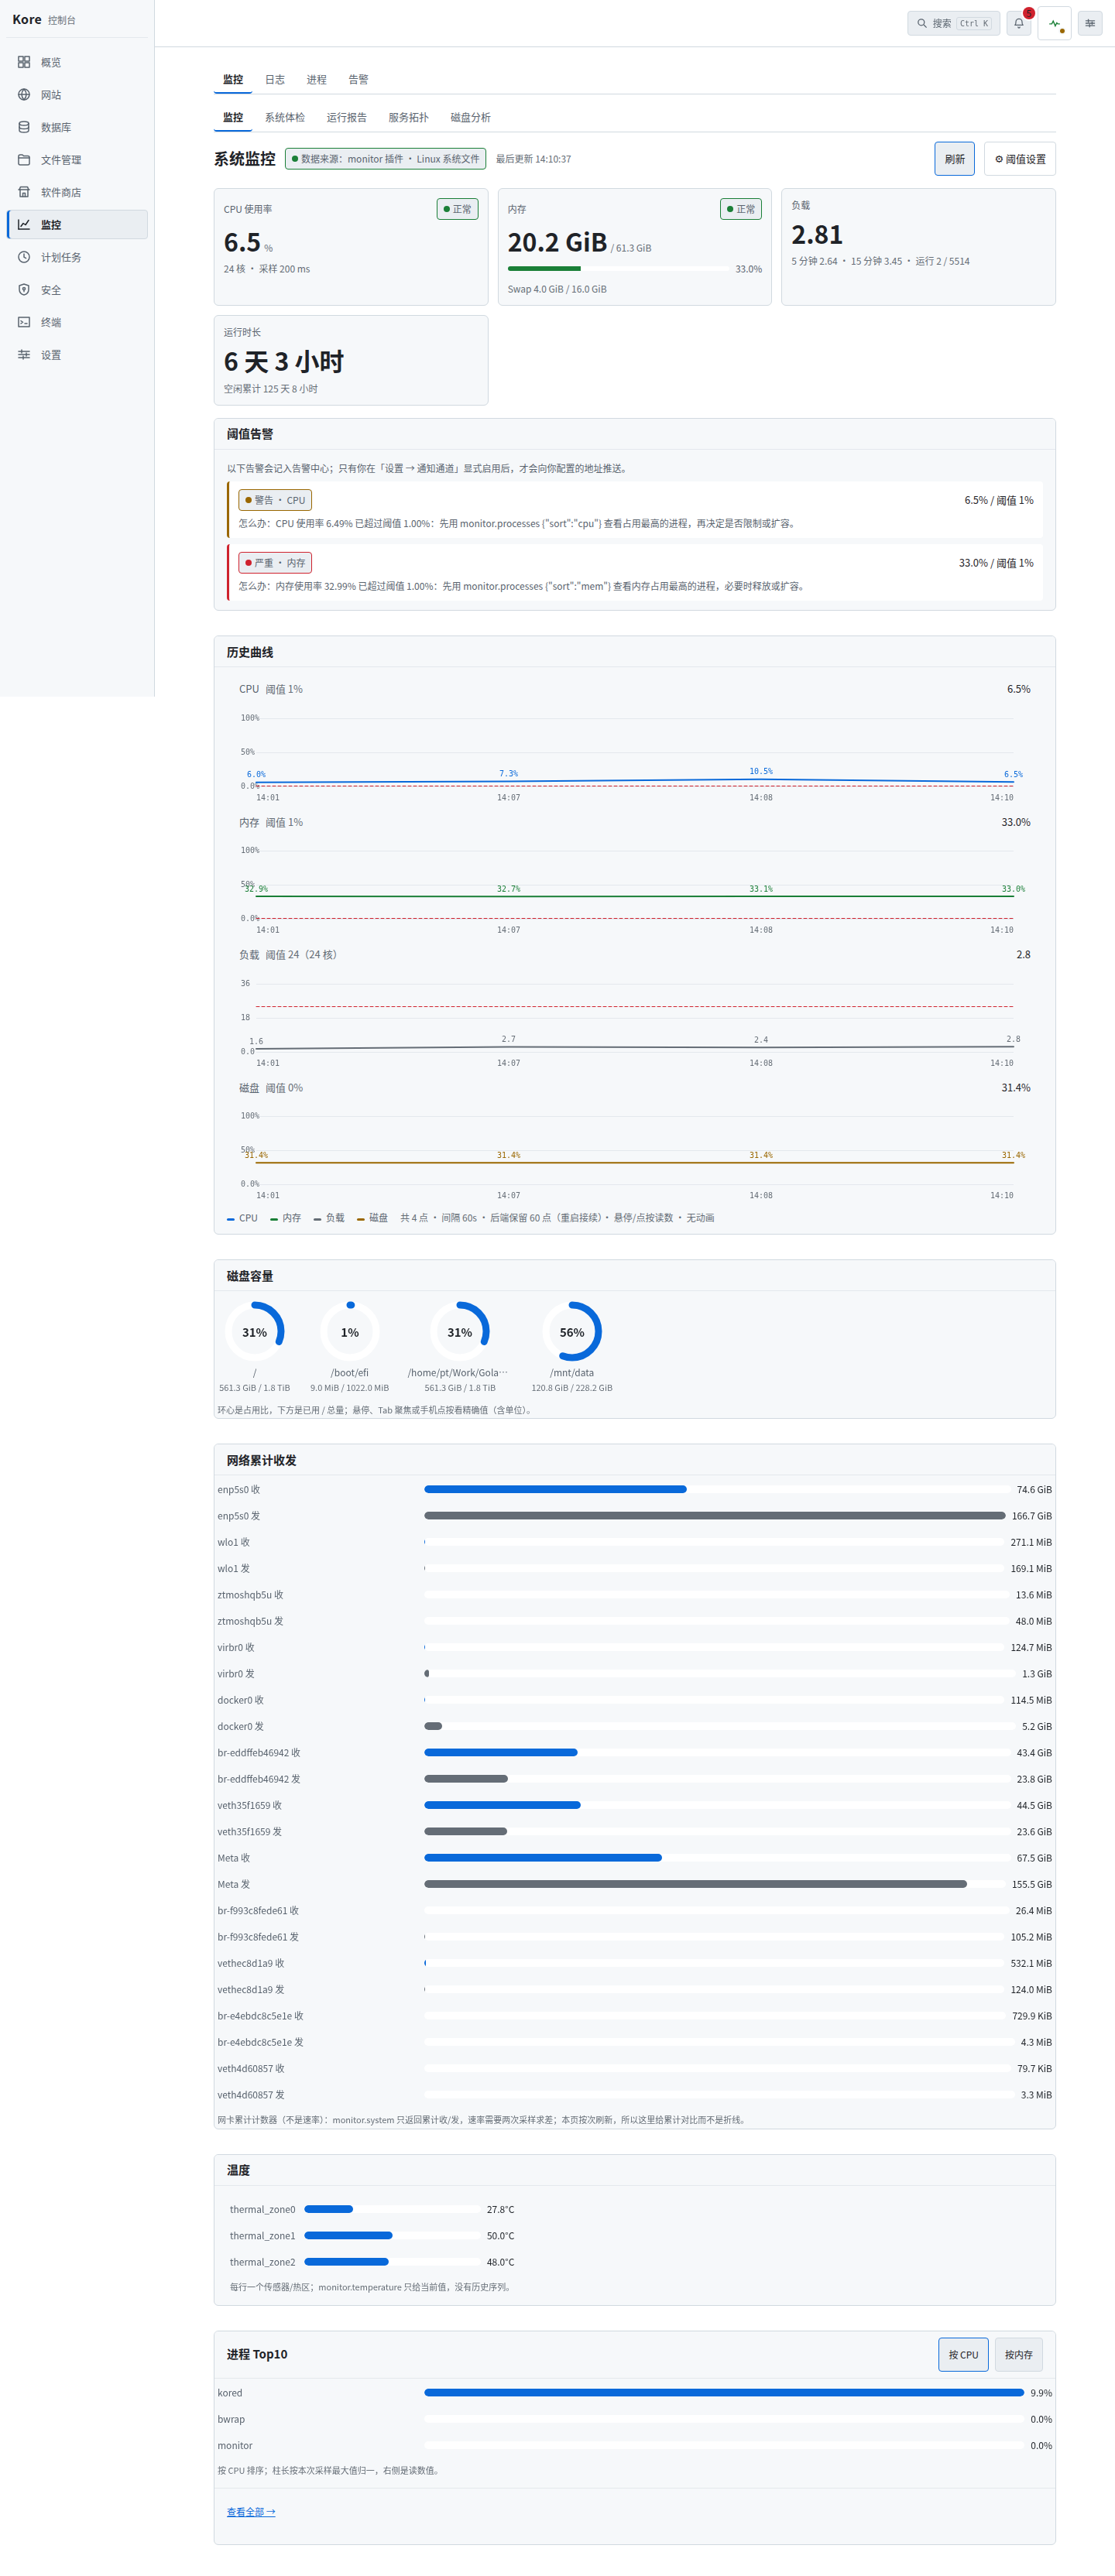 Kore 控制台
搜索 Ctrl K
5
概览
网站
数据库
文件管理
软件商店
监控
计划任务
安全
终端
设置
监控 日志 进程 告警
监控 系统体检 运行报告 服务拓扑 磁盘分析
系统监控 数据来源：monitor 插件 · Linux 系统文件 最后更新 14:10:37 刷新 ⚙ 阈值设置
CPU 使用率 正常
6.5 %
24 核 · 采样 200 ms
内存 正常
20.2 GiB / 61.3 GiB
33.0%
Swap 4.0 GiB / 16.0 GiB
负载
2.81
5 分钟 2.64 · 15 分钟 3.45 · 运行 2 / 5514
运行时长
6 天 3 小时
空闲累计 125 天 8 小时
阈值告警
以下告警会记入告警中心；只有你在「设置 → 通知通道」显式启用后，才会向你配置的地址推送。
警告 · CPU 6.5% / 阈值 1%
怎么办：CPU 使用率 6.49% 已超过阈值 1.00%：先用 monitor.processes {"sort":"cpu"} 查看占用最高的进程，再决定是否限制或扩容。
严重 · 内存 33.0% / 阈值 1%
怎么办：内存使用率 32.99% 已超过阈值 1.00%：先用 monitor.processes {"sort":"mem"} 查看内存占用最高的进程，必要时释放或扩容。
历史曲线
CPU 阈值 1% 6.5%
100%
50%
6.0% 7.3% 10.5% 6.5%
0.0%
14:01 14:07 14:08 14:10
内存 阈值 1% 33.0%
100%
50%
32.9% 32.7% 33.1% 33.0%
0.0%
14:01 14:07 14:08 14:10
负载 阈值 24（24 核） 2.8
36
18
1.6 2.7 2.4 2.8
0.0
14:01 14:07 14:08 14:10
磁盘 阈值 0% 31.4%
100%
50%
31.4% 31.4% 31.4% 31.4%
0.0%
14:01 14:07 14:08 14:10
CPU 内存 负载 磁盘 共 4 点 · 间隔 60s · 后端保留 60 点（重启接续）· 悬停/点按读数 · 无动画
磁盘容量
31% 1% 31% 56%
/ /boot/efi /home/pt/Work/Gola… /mnt/data
561.3 GiB / 1.8 TiB 9.0 MiB / 1022.0 MiB 561.3 GiB / 1.8 TiB 120.8 GiB / 228.2 GiB
环心是占用比，下方是已用 / 总量；悬停、Tab 聚焦或手机点按看精确值（含单位）。
网络累计收发
enp5s0 收 74.6 GiB
enp5s0 发 166.7 GiB
wlo1 收 271.1 MiB
wlo1 发 169.1 MiB
ztmoshqb5u 收 13.6 MiB
ztmoshqb5u 发 48.0 MiB
virbr0 收 124.7 MiB
virbr0 发 1.3 GiB
docker0 收 114.5 MiB
docker0 发 5.2 GiB
br-eddffeb46942 收 43.4 GiB
br-eddffeb46942 发 23.8 GiB
veth35f1659 收 44.5 GiB
veth35f1659 发 23.6 GiB
Meta 收 67.5 GiB
Meta 发 155.5 GiB
br-f993c8fede61 收 26.4 MiB
br-f993c8fede61 发 105.2 MiB
vethec8d1a9 收 532.1 MiB
vethec8d1a9 发 124.0 MiB
br-e4ebdc8c5e1e 收 729.9 KiB
br-e4ebdc8c5e1e 发 4.3 MiB
veth4d60857 收 79.7 KiB
veth4d60857 发 3.3 MiB
网卡累计计数器（不是速率）：monitor.system 只返回累计收/发，速率需要两次采样求差；本页按次刷新，所以这里给累计对比而不是折线。
温度
thermal_zone0 27.8°C
thermal_zone1 50.0°C
thermal_zone2 48.0°C
每行一个传感器/热区；monitor.temperature 只给当前值，没有历史序列。
进程 Top10 按 CPU 按内存
kored 9.9%
bwrap 0.0%
monitor 0.0%
按 CPU 排序；柱长按本次采样最大值归一，右侧是读数值。
查看全部 →